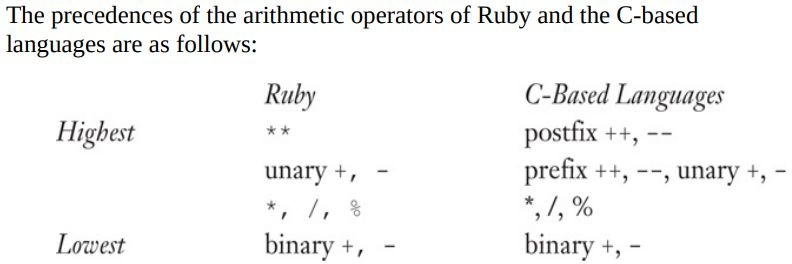 The precedences of the arithmetic operators of Ruby and the C-based
languages are as follows:
Ruby C-Based Languages
Highest ** postfix ++, --
unary +, - prefix ++, --, unary +, -
*, /, % *, /, %
Lowest binary +, - binary +, -